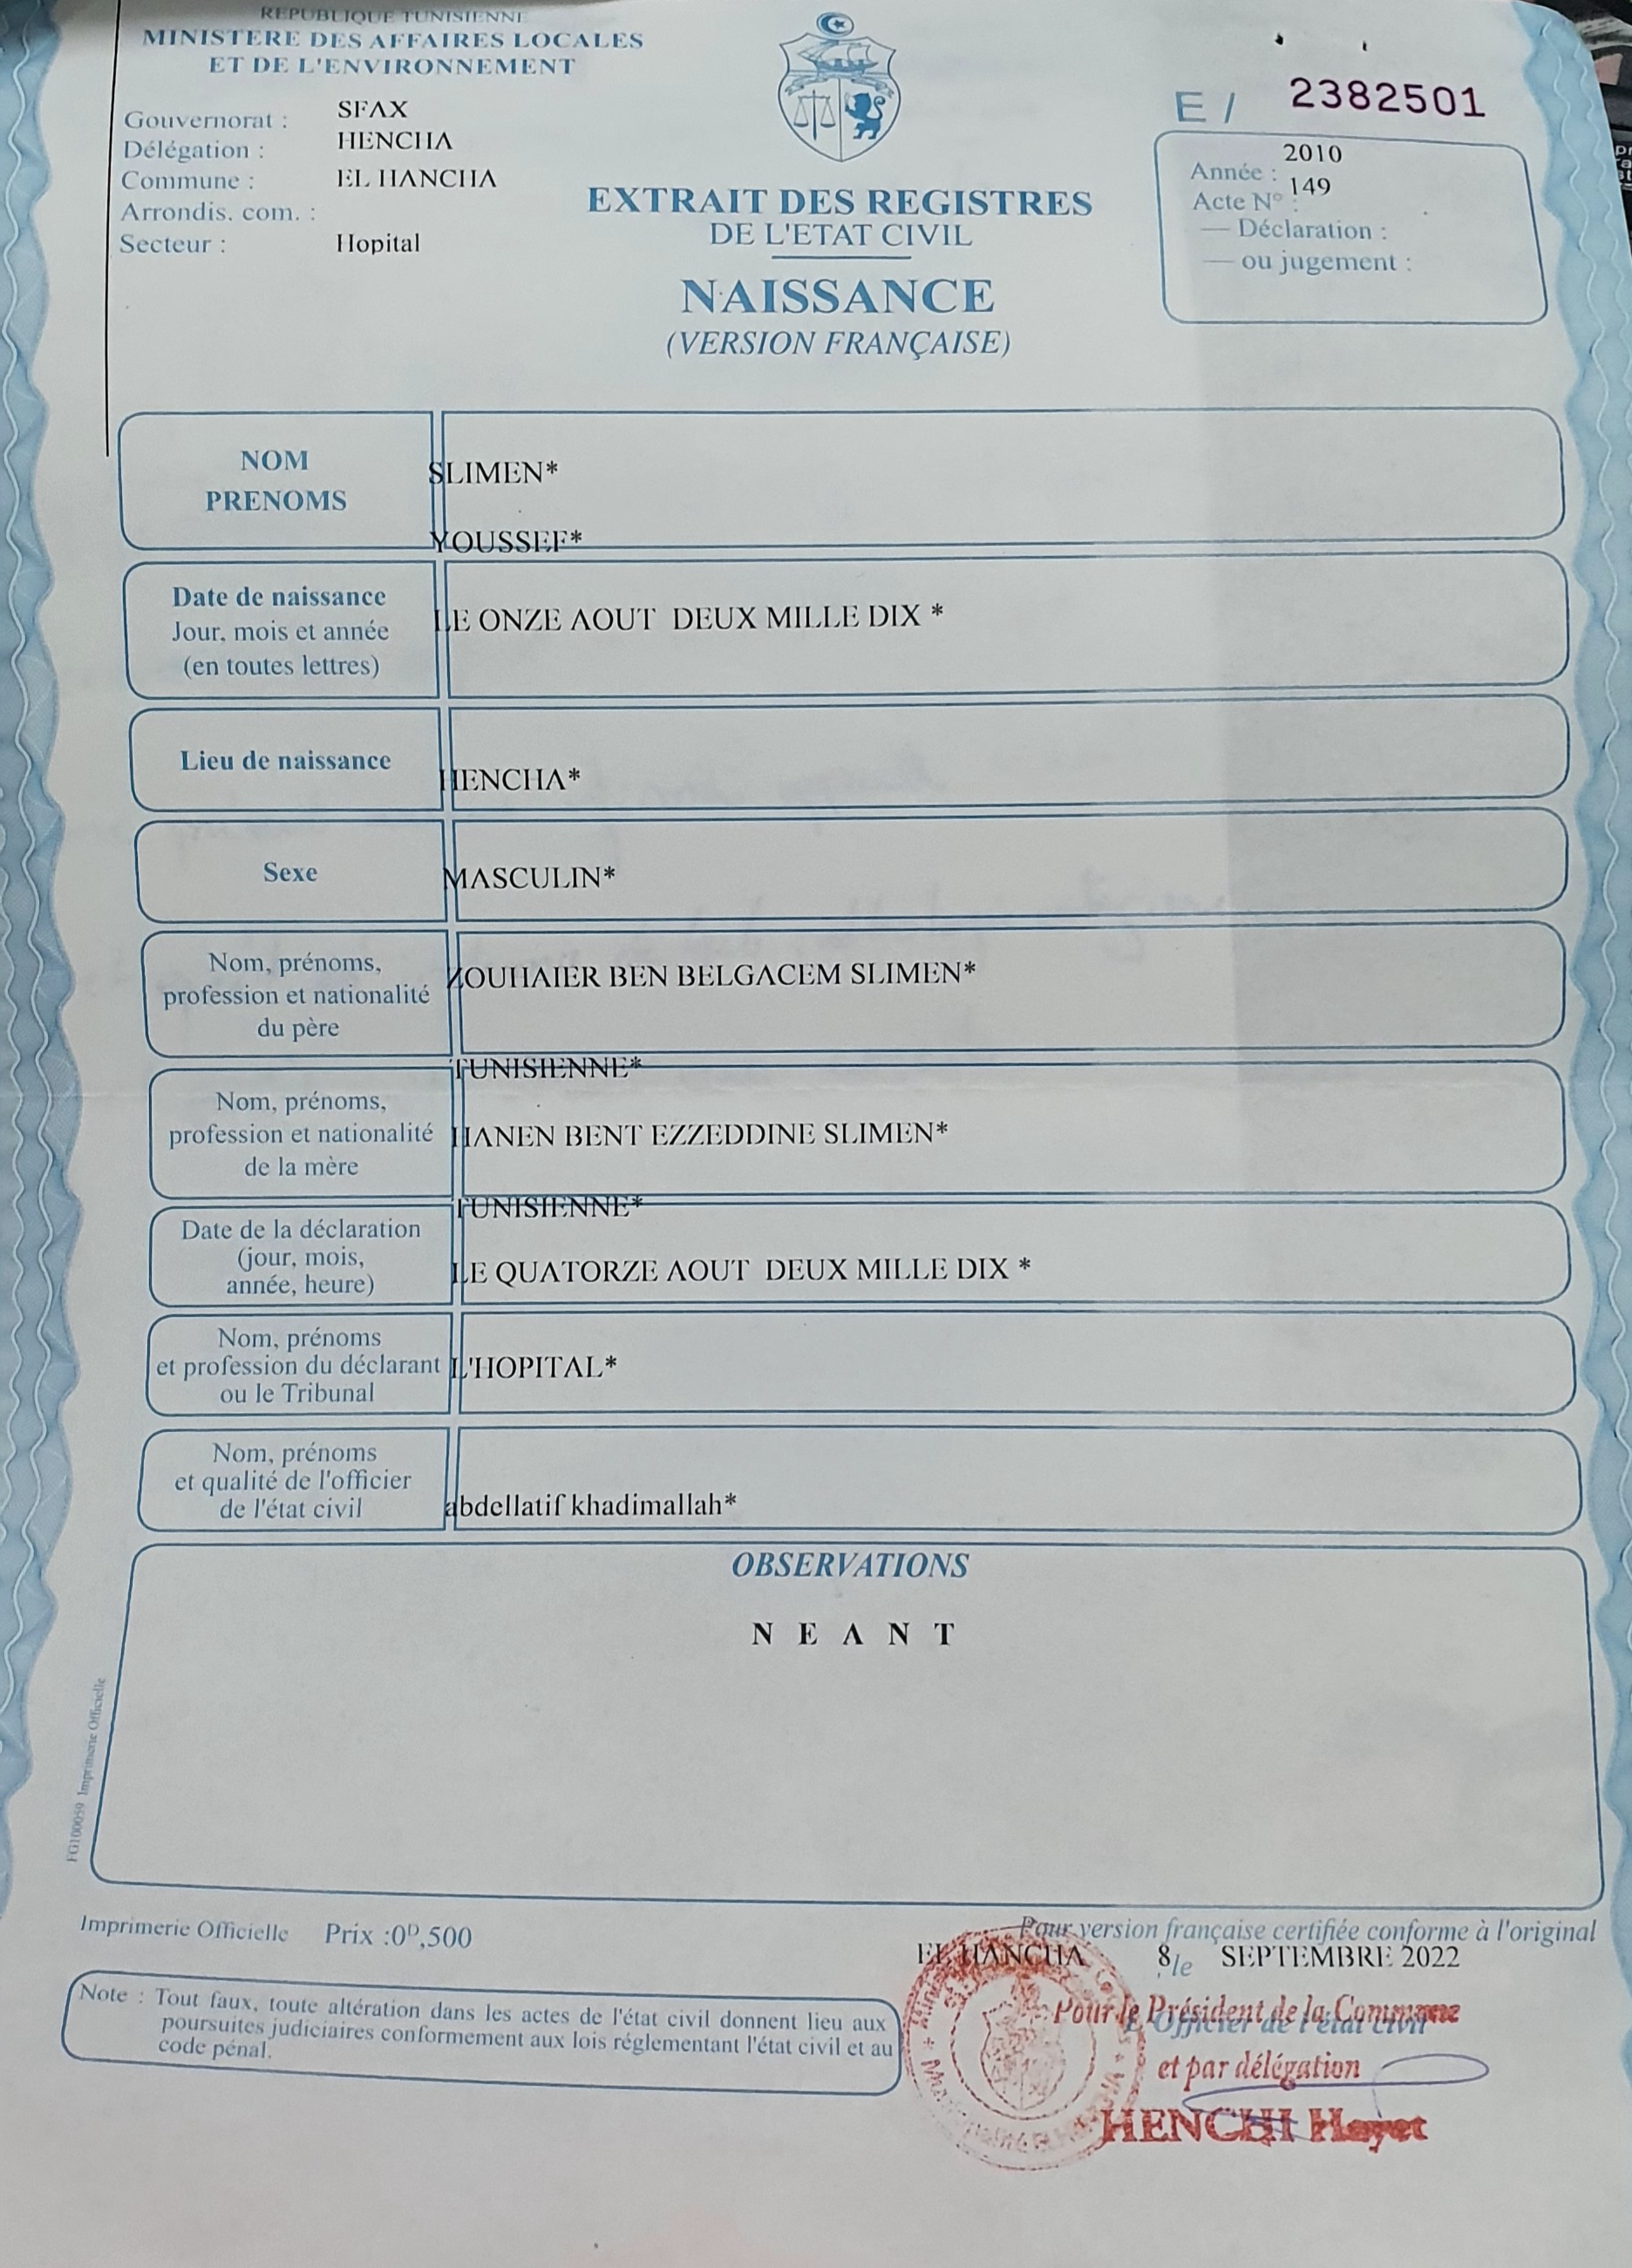 REPUBLIQUE TUNISIENNE
MINISTERE DES AFFAIRES LOCALES
ET DE L'ENVIRONNEMENT
Gouvernorat : SFAX
Délégation : HENCHA
Commune : EL HANCHA
Arrondis. com. :
Secteur : Hopital
EXTRAIT DES REGISTRES
DE L'ETAT CIVIL
NAISSANCE
(VERSION FRANÇAISE)
E / 2382501
Année : 2010
Acte N° : 149
— Déclaration :
— ou jugement :
NOM
PRENOMS
SLIMEN*
YOUSSEF*
Date de naissance
Jour, mois et année
(en toutes lettres)
LE ONZE AOUT DEUX MILLE DIX *
Lieu de naissance
HENCHA*
Sexe
MASCULIN*
Nom, prénoms,
profession et nationalité
du père
ZOUHAIER BEN BELGACEM SLIMEN*
TUNISIENNE*
Nom, prénoms,
profession et nationalité
de la mère
HANEN BENT EZZEDDINE SLIMEN*
TUNISIENNE*
Date de la déclaration
(jour, mois,
année, heure)
LE QUATORZE AOUT DEUX MILLE DIX *
Nom, prénoms
et profession du déclarant
ou le Tribunal
L'HOPITAL*
Nom, prénoms
et qualité de l'officier
de l'état civil
abdellatif khadimallah*
OBSERVATIONS
N E A N T
FG100059 Imprimerie Officielle
Imprimerie Officielle Prix :0ᴰ,500
Pour version française certifiée conforme à l'original
EL HANCHA 8 le SEPTEMBRE 2022
L'Officier de l'état civil
Pour le Président de la Commune
et par délégation
HENCHI Hayet
Note : Tout faux, toute altération dans les actes de l'état civil donnent lieu aux
poursuites judiciaires conformement aux lois réglementant l'état civil et au
code pénal.